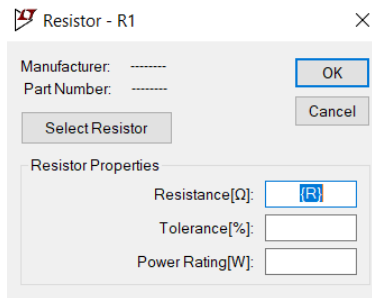 Resistor - R1
Manufacturer: --------
OK
Part Number: --------
Cancel
Select Resistor
Resistor Properties
Resistance[Ω]: {R}
Tolerance[%]:
Power Rating[W]: